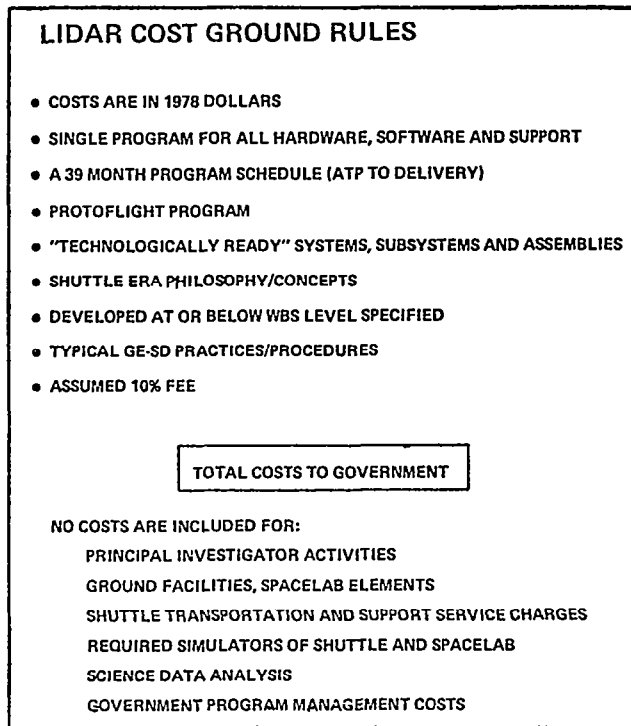 LIDAR COST GROUND RULES
• COSTS ARE IN 1978 DOLLARS
• SINGLE PROGRAM FOR ALL HARDWARE, SOFTWARE AND SUPPORT
• A 39 MONTH PROGRAM SCHEDULE (ATP TO DELIVERY)
• PROTOFLIGHT PROGRAM
• "TECHNOLOGICALLY READY" SYSTEMS, SUBSYSTEMS AND ASSEMBLIES
• SHUTTLE ERA PHILOSOPHY/CONCEPTS
• DEVELOPED AT OR BELOW WBS LEVEL SPECIFIED
• TYPICAL GE-SD PRACTICES/PROCEDURES
• ASSUMED 10% FEE
TOTAL COSTS TO GOVERNMENT
NO COSTS ARE INCLUDED FOR:
PRINCIPAL INVESTIGATOR ACTIVITIES
GROUND FACILITIES, SPACELAB ELEMENTS
SHUTTLE TRANSPORTATION AND SUPPORT SERVICE CHARGES
REQUIRED SIMULATORS OF SHUTTLE AND SPACELAB
SCIENCE DATA ANALYSIS
GOVERNMENT PROGRAM MANAGEMENT COSTS